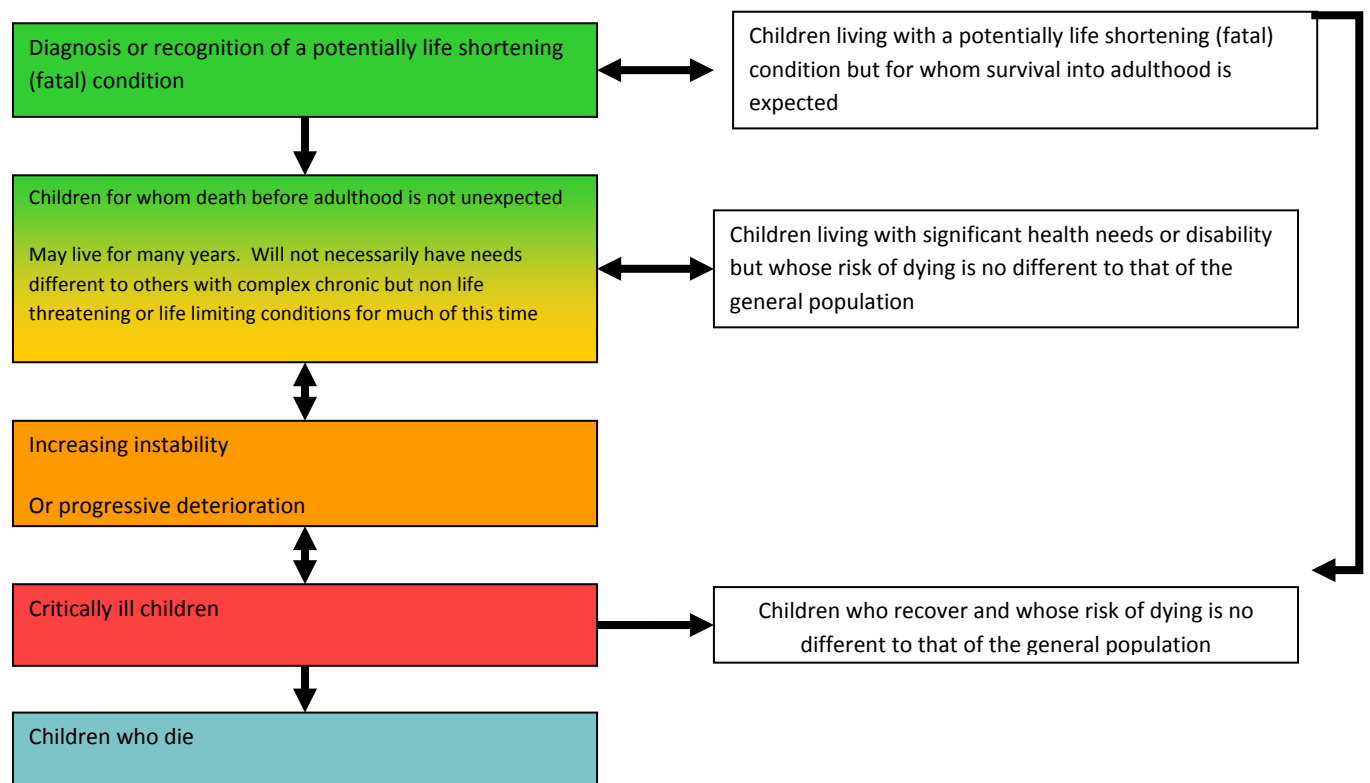 Diagnosis or recognition of a potentially life shortening
(fatal) condition
Children living with a potentially life shortening (fatal)
condition but for whom survival into adulthood is
expected
Children for whom death before adulthood is not unexpected
May live for many years.  Will not necessarily have needs
different to others with complex chronic but non life
threatening or life limiting conditions for much of this time
Children living with significant health needs or disability
but whose risk of dying is no different to that of the
general population
Increasing instability
Or progressive deterioration
Critically ill children
Children who recover and whose risk of dying is no
different to that of the general population
Children who die